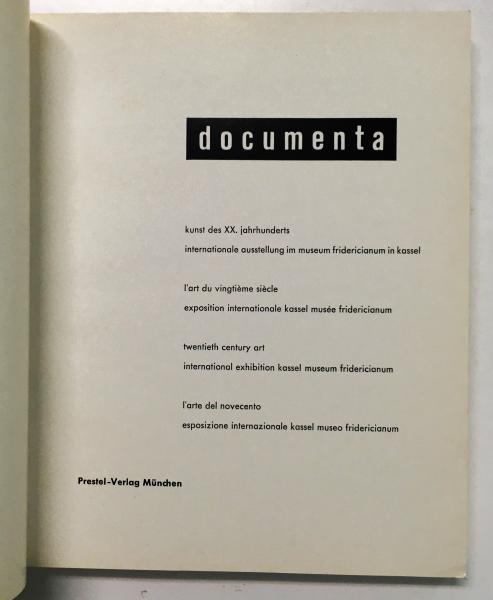 documenta
kunst des XX. jahrhunderts
internationale ausstellung im museum fridericianum in kassel
l'art du vingtième siècle
exposition internationale kassel musée fridericianum
twentieth century art
international exhibition kassel museum fridericianum
l'arte del novecento
esposizione internazionale kassel museo fridericianum
Prestel-Verlag München